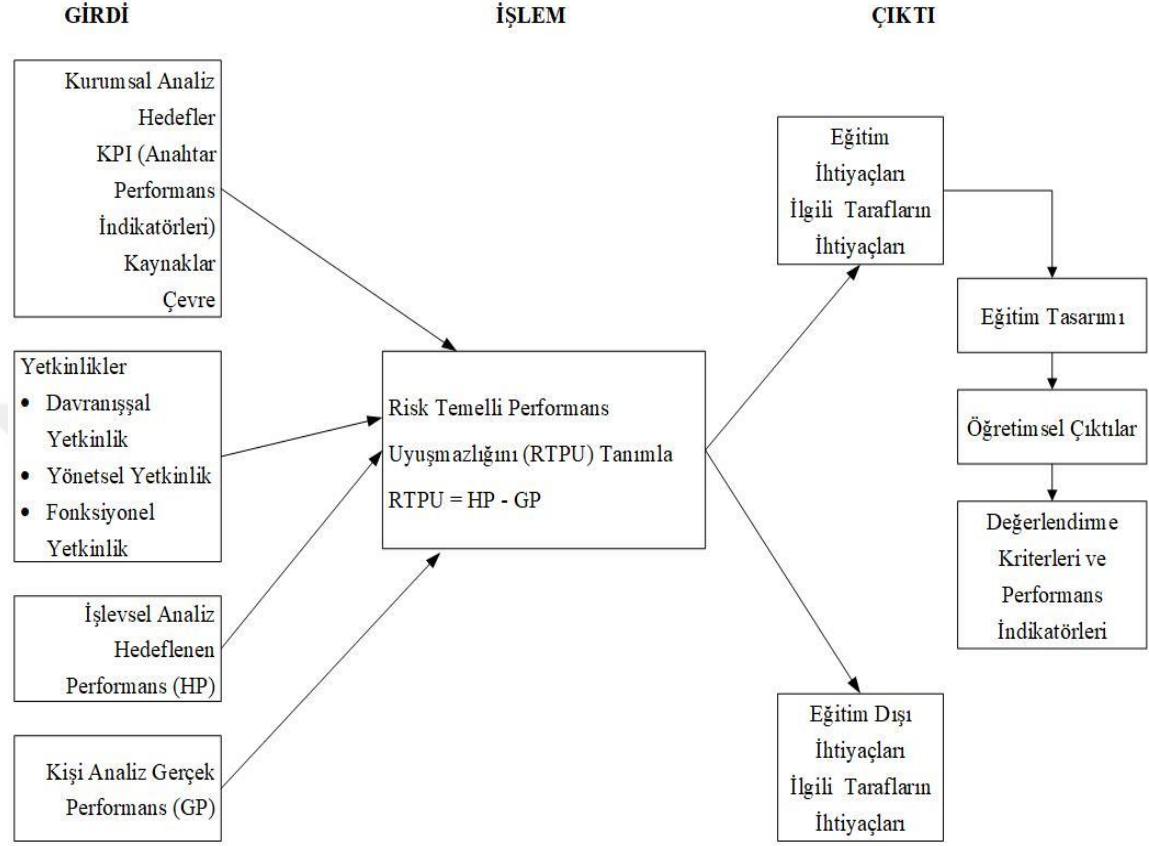 GİRDİ
İŞLEM
ÇIKTI
Kurumsal Analiz
Hedefler
KPI (Anahtar
Performans
İndikatörleri)
Kaynaklar
Çevre
Yetkinlikler
• Davranışsal
Yetkinlik
• Yönetsel Yetkinlik
• Fonksiyonel
Yetkinlik
İşlevsel Analiz
Hedeflenen
Performans (HP)
Kişi Analiz Gerçek
Performans (GP)
Risk Temelli Performans
Uyuşmazlığını (RTPU) Tanımla
RTPU = HP - GP
Eğitim
İhtiyaçları
İlgili Tarafların
İhtiyaçları
Eğitim Tasarımı
Öğretimsel Çıktılar
Değerlendirme
Kriterleri ve
Performans
İndikatörleri
Eğitim Dışı
İhtiyaçları
İlgili Tarafların
İhtiyaçları